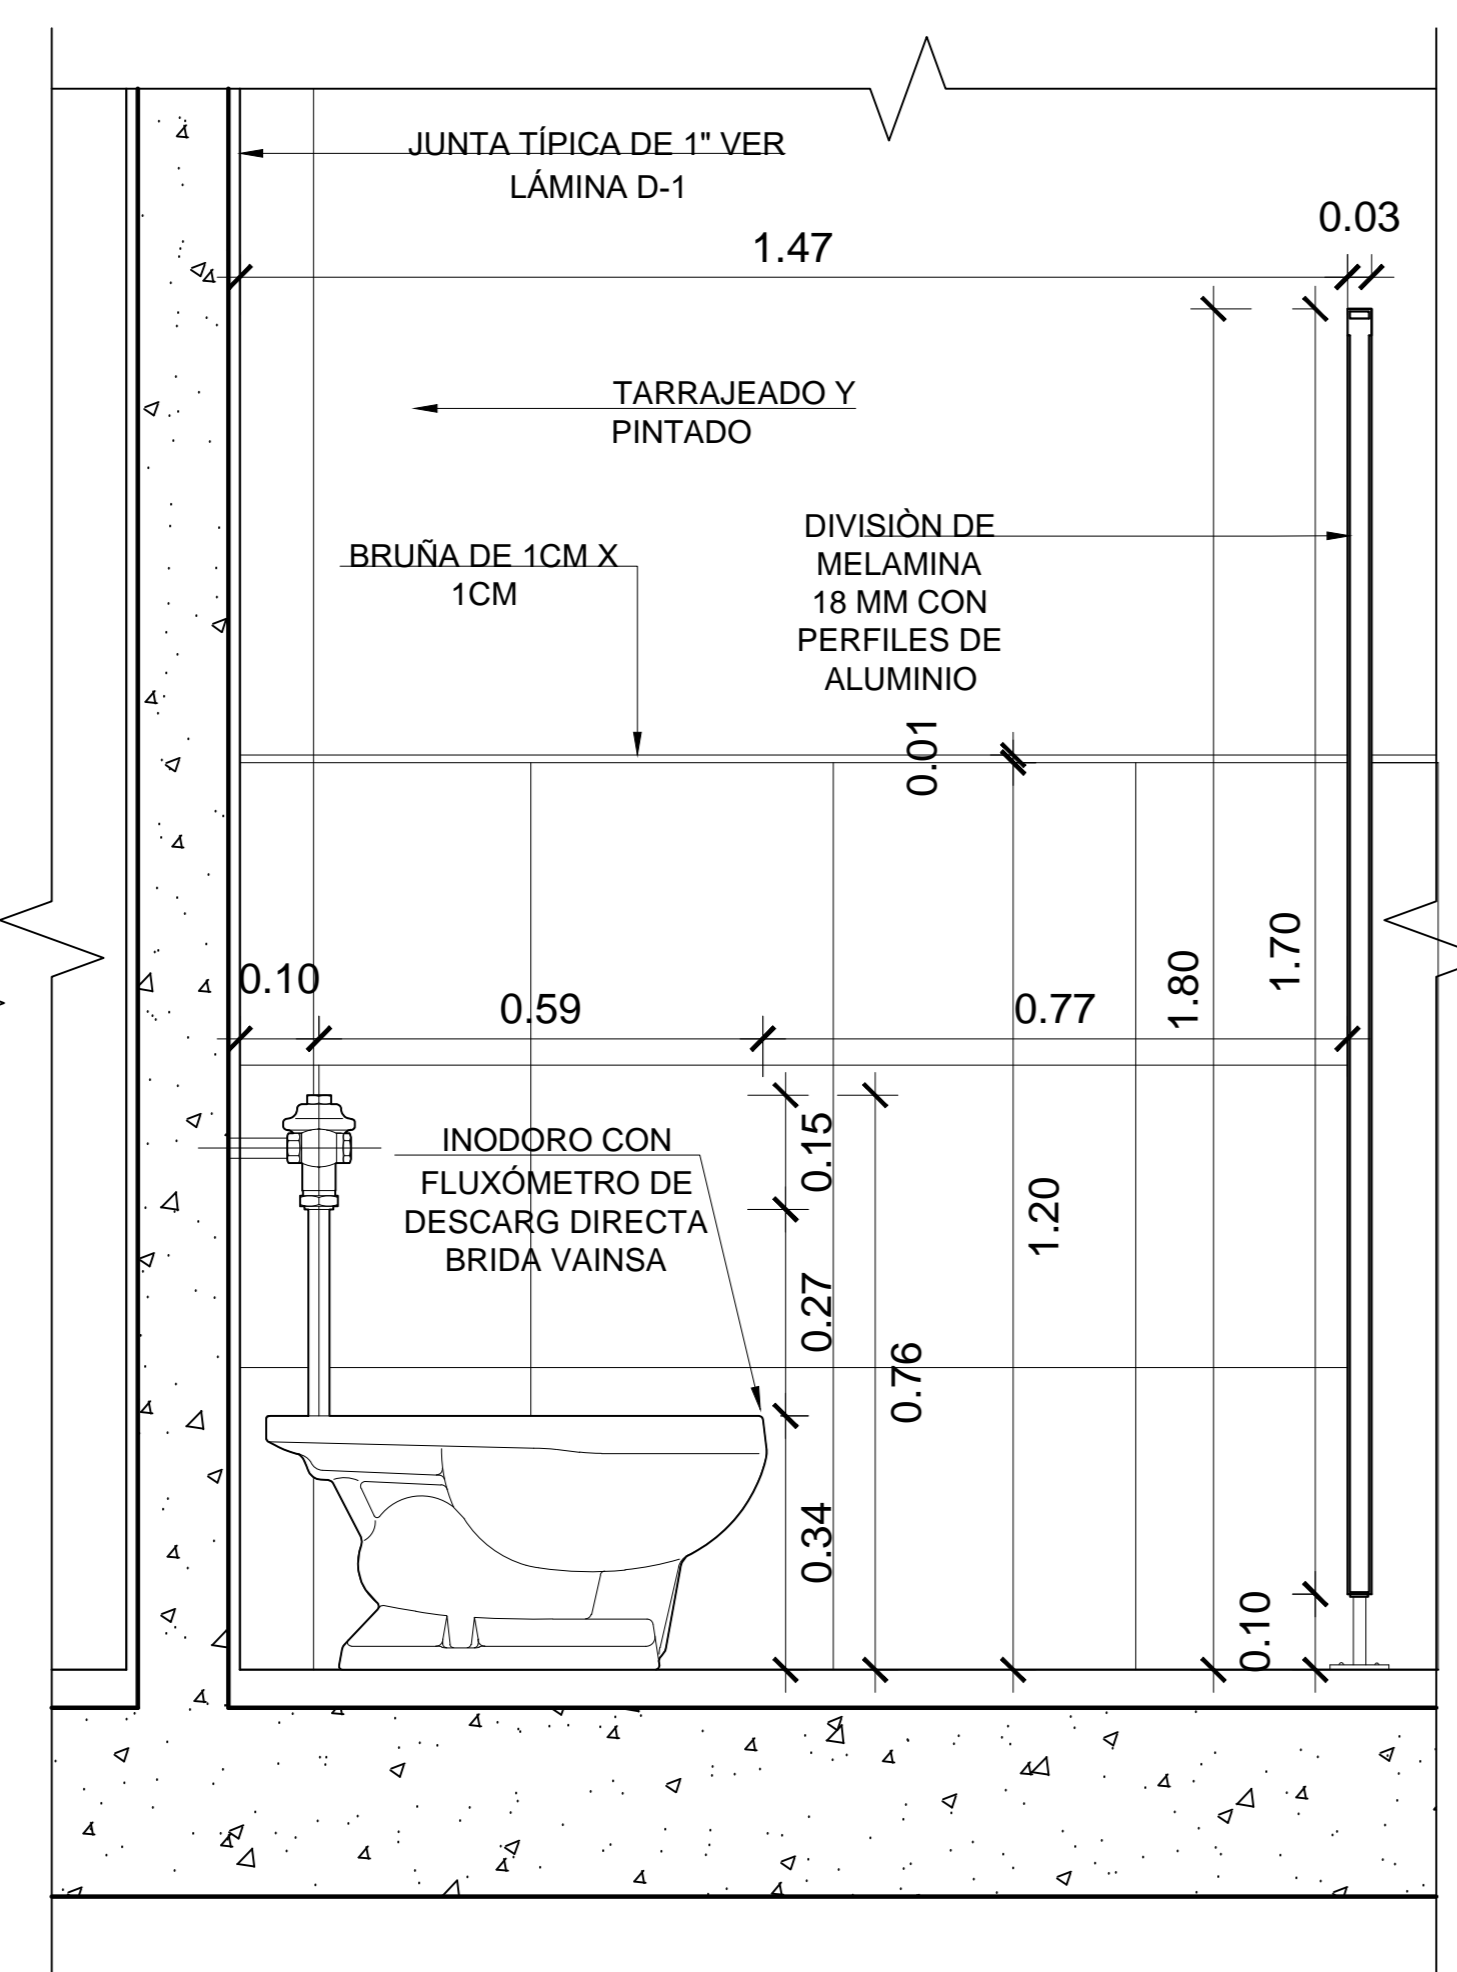 JUNTA TÍPICA DE 1" VER
LÁMINA D-1
0.03
1.47
TARRAJEADO Y
PINTADO
DIVISIÒN DE
MELAMINA
18 MM CON
PERFILES DE
ALUMINIO
BRUÑA DE 1CM X
1CM
0.01
0.10
0.59
0.77
1.80
1.70
INODORO CON
FLUXÓMETRO DE
DESCARG DIRECTA
BRIDA VAINSA
0.15
0.27
0.76
1.20
0.34
0.10